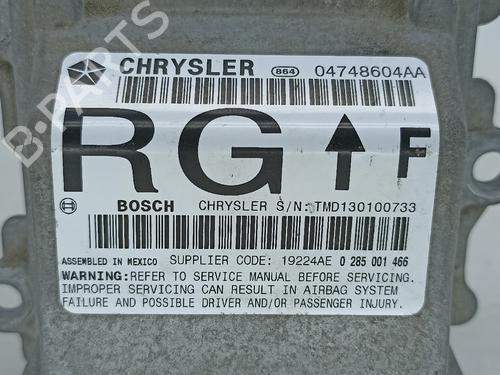 B-PARTS
CHRYSLER 864 04748604AA
RG F
BOSCH CHRYSLER S/N: TMD130100733
ASSEMBLED IN MEXICO SUPPLIER CODE: 19224AE 0 285 001 466
WARNING: REFER TO SERVICE MANUAL BEFORE SERVICING.
IMPROPER SERVICING CAN RESULT IN AIRBAG SYSTEM
FAILURE AND POSSIBLE DRIVER AND/OR PASSENGER INJURY.